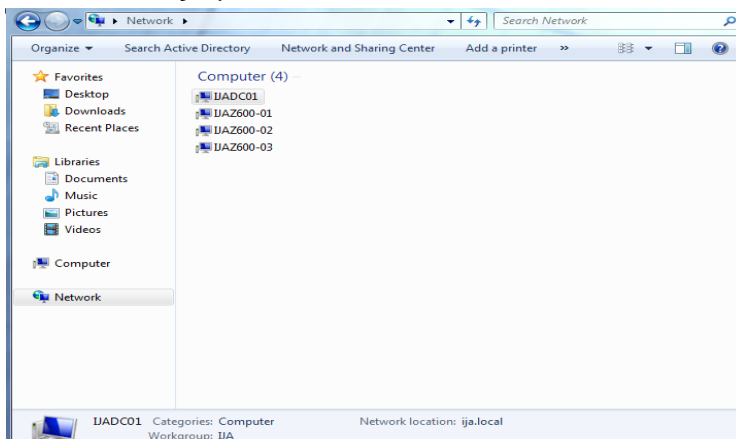 Network
Search Network
Organize Search Active Directory Network and Sharing Center Add a printer »
Favorites
Desktop
Downloads
Recent Places
Libraries
Documents
Music
Pictures
Videos
Computer
Network
Computer (4)
IJADC01
IJAZ600-01
IJAZ600-02
IJAZ600-03
IJADC01 Categories: Computer Network location: ija.local
Workgroup: IJA